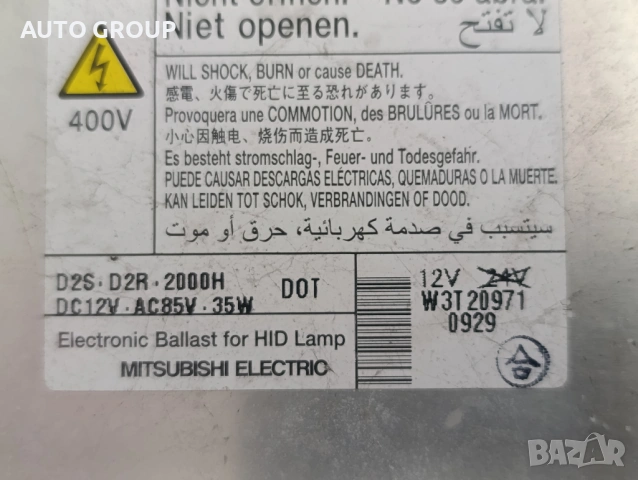 AUTO GROUP
Niet openen.
لا تفتح
400V
WILL SHOCK, BURN or cause DEATH.
感電、火傷で死亡に至る恐れがあります。
Provoquera une COMMOTION, des BRULÛRES ou la MORT.
小心因触电、烧伤而造成死亡。
Es besteht stromschlag-, Feuer- und Todesgefahr.
PUEDE CAUSAR DESCARGAS ELÉCTRICAS, QUEMADURAS O LA MUERTE.
KAN LEIDEN TOT SCHOK, VERBRANDINGEN OF DOOD.
سيتسبب في صدمة كهربائية، حرق أو موت
D2S·D2R·2000H
DC12V·AC85V·35W
DOT
12V 24V
W3T20971
0929
Electronic Ballast for HID Lamp
MITSUBISHI ELECTRIC
合
BAZAR